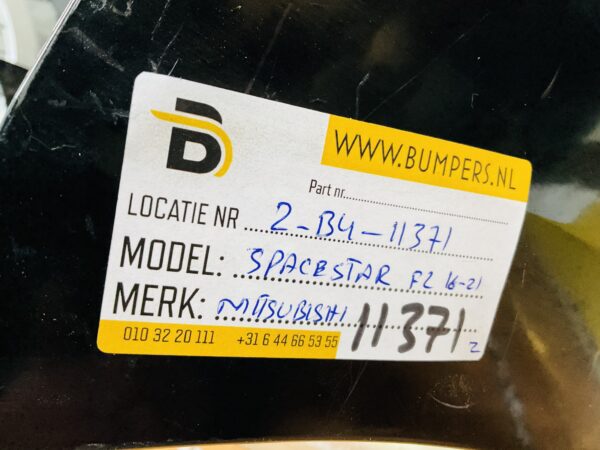 B
WWW.BUMPERS.NL
Part nr
LOCATIE NR 2-B4-11371
MODEL: SPACESTAR FL 16-21
MERK: MITSUBISHI 11371 z
010 32 20 111 +31 6 44 66 53 55